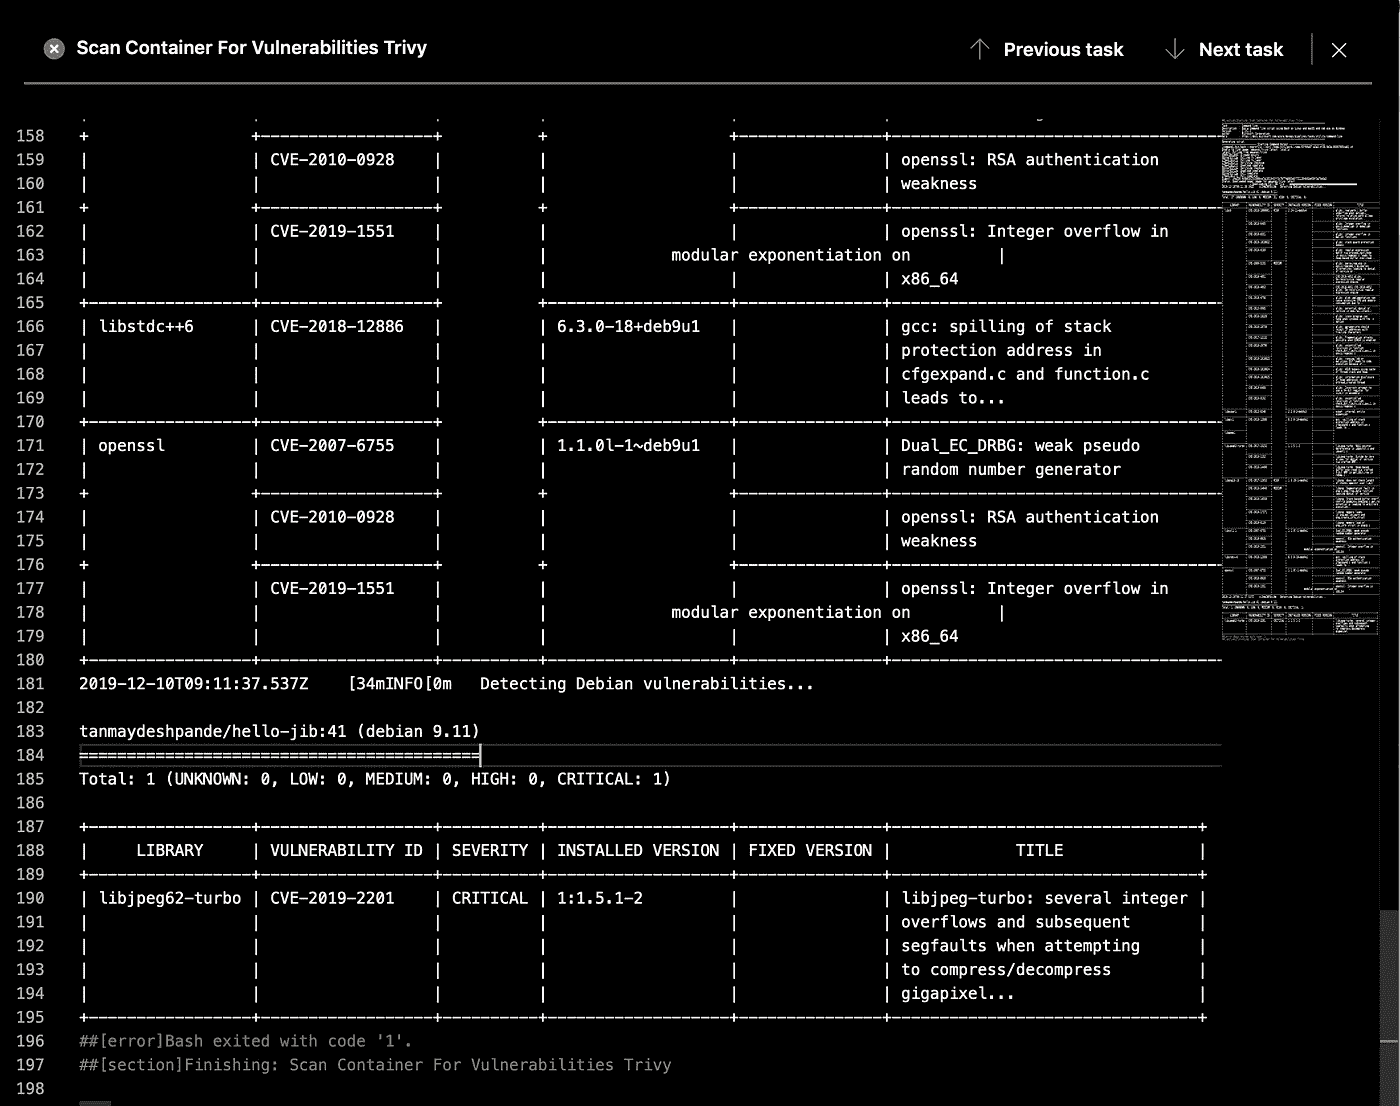 Scan Container For Vulnerabilities Trivy
Previous task
Next task
158 + +------------------+ + +---------------+-----------------------------------
159 | | CVE-2010-0928 | | | | openssl: RSA authentication
160 | | | | | | weakness
161 + +------------------+ + +---------------+-----------------------------------
162 | | CVE-2019-1551 | | | | openssl: Integer overflow in
163 | | | | modular exponentiation on |
164 | | | | | | x86_64
165 +-----------------+------------------+ +-------------------+---------------+-----------------------------------
166 | libstdc++6 | CVE-2018-12886 | | 6.3.0-18+deb9u1 | | gcc: spilling of stack
167 | | | | | | protection address in
168 | | | | | | cfgexpand.c and function.c
169 | | | | | | leads to...
170 +-----------------+------------------+ +-------------------+---------------+-----------------------------------
171 | openssl | CVE-2007-6755 | | 1.1.0l-1~deb9u1 | | Dual_EC_DRBG: weak pseudo
172 | | | | | | random number generator
173 + +------------------+ + +---------------+-----------------------------------
174 | | CVE-2010-0928 | | | | openssl: RSA authentication
175 | | | | | | weakness
176 + +------------------+ + +---------------+-----------------------------------
177 | | CVE-2019-1551 | | | | openssl: Integer overflow in
178 | | | | modular exponentiation on |
179 | | | | | | x86_64
180 +-----------------+------------------+----------+-------------------+---------------+-----------------------------------
181 2019-12-10T09:11:37.537Z [34mINFO[0m Detecting Debian vulnerabilities...
182
183 tanmaydeshpande/hello-jib:41 (debian 9.11)
184 ==========================================
185 Total: 1 (UNKNOWN: 0, LOW: 0, MEDIUM: 0, HIGH: 0, CRITICAL: 1)
186
187 +-----------------+------------------+----------+-------------------+---------------+--------------------------------+
188 | LIBRARY | VULNERABILITY ID | SEVERITY | INSTALLED VERSION | FIXED VERSION | TITLE |
189 +-----------------+------------------+----------+-------------------+---------------+--------------------------------+
190 | libjpeg62-turbo | CVE-2019-2201 | CRITICAL | 1:1.5.1-2 | | libjpeg-turbo: several integer |
191 | | | | | | overflows and subsequent |
192 | | | | | | segfaults when attempting |
193 | | | | | | to compress/decompress |
194 | | | | | | gigapixel... |
195 +-----------------+------------------+----------+-------------------+---------------+--------------------------------+
196 ##[error]Bash exited with code '1'.
197 ##[section]Finishing: Scan Container For Vulnerabilities Trivy
198